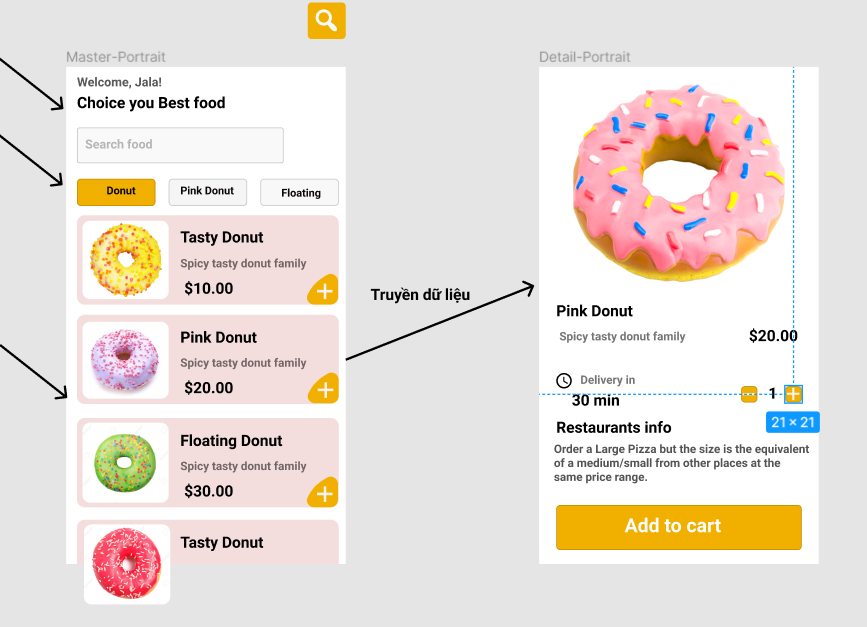 Master-Portrait
Welcome, Jala!
Choice you Best food
Search food
Donut
Pink Donut
Floating
Tasty Donut
Spicy tasty donut family
$10.00
Pink Donut
Spicy tasty donut family
$20.00
Floating Donut
Spicy tasty donut family
$30.00
Tasty Donut
Truyền dữ liệu
Detail-Portrait
Pink Donut
Spicy tasty donut family
$20.00
Delivery in
30 min
1
21 × 21
Restaurants info
Order a Large Pizza but the size is the equivalent
of a medium/small from other places at the
same price range.
Add to cart